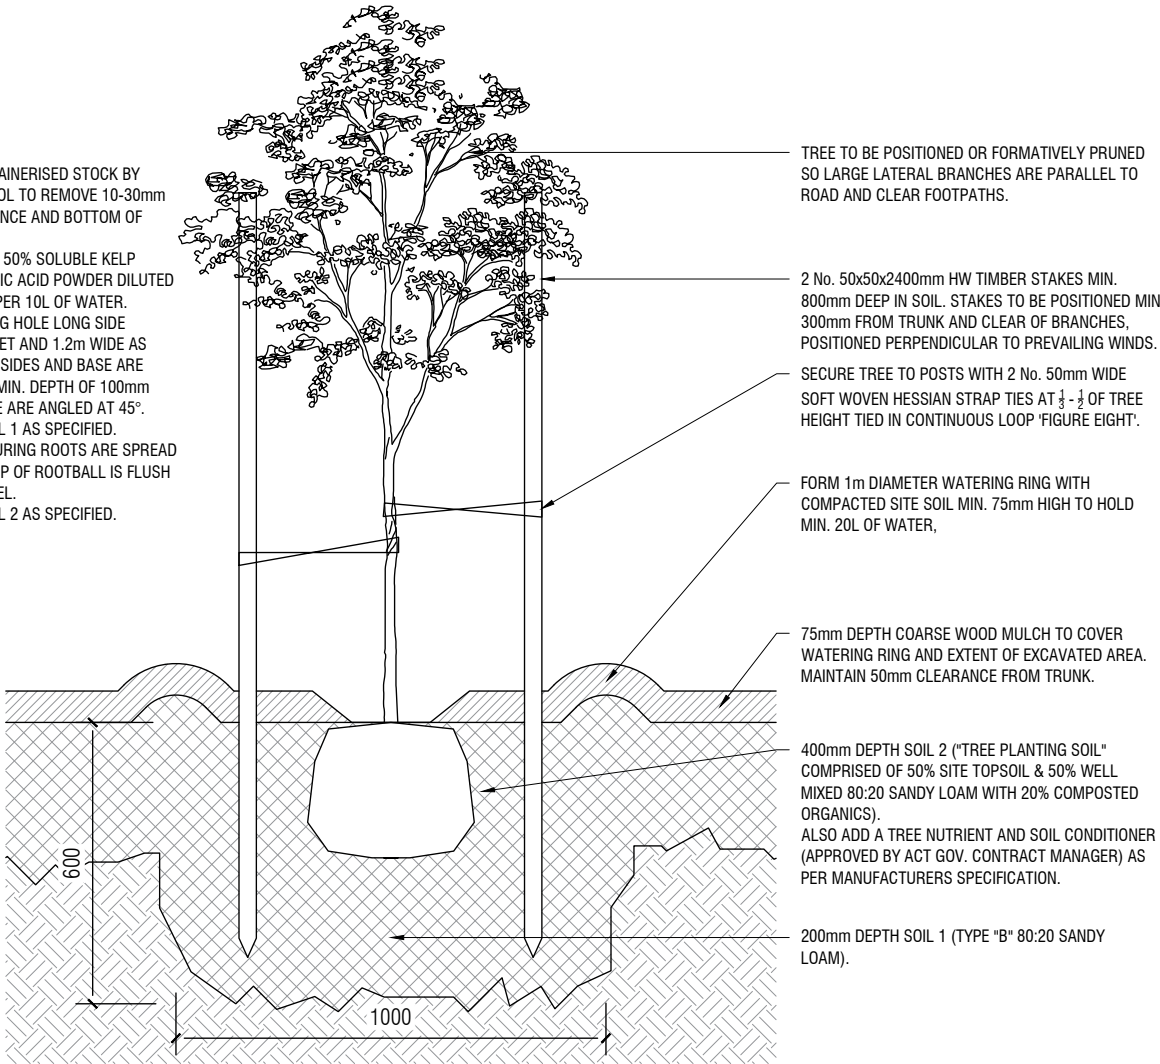 AINERISED STOCK BY
OL TO REMOVE 10-30mm
NCE AND BOTTOM OF
50% SOLUBLE KELP
IC ACID POWDER DILUTED
PER 10L OF WATER.
G HOLE LONG SIDE
ET AND 1.2m WIDE AS
SIDES AND BASE ARE
MIN. DEPTH OF 100mm
E ARE ANGLED AT 45°.
L 1 AS SPECIFIED.
URING ROOTS ARE SPREAD
P OF ROOTBALL IS FLUSH
EL.
L 2 AS SPECIFIED.
TREE TO BE POSITIONED OR FORMATIVELY PRUNED
SO LARGE LATERAL BRANCHES ARE PARALLEL TO
ROAD AND CLEAR FOOTPATHS.
2 No. 50x50x2400mm HW TIMBER STAKES MIN.
800mm DEEP IN SOIL. STAKES TO BE POSITIONED MIN
300mm FROM TRUNK AND CLEAR OF BRANCHES,
POSITIONED PERPENDICULAR TO PREVAILING WINDS.
SECURE TREE TO POSTS WITH 2 No. 50mm WIDE
SOFT WOVEN HESSIAN STRAP TIES AT 1/3 - 1/2 OF TREE
HEIGHT TIED IN CONTINUOUS LOOP 'FIGURE EIGHT'.
FORM 1m DIAMETER WATERING RING WITH
COMPACTED SITE SOIL MIN. 75mm HIGH TO HOLD
MIN. 20L OF WATER,
75mm DEPTH COARSE WOOD MULCH TO COVER
WATERING RING AND EXTENT OF EXCAVATED AREA.
MAINTAIN 50mm CLEARANCE FROM TRUNK.
400mm DEPTH SOIL 2 ("TREE PLANTING SOIL"
COMPRISED OF 50% SITE TOPSOIL & 50% WELL
MIXED 80:20 SANDY LOAM WITH 20% COMPOSTED
ORGANICS).
ALSO ADD A TREE NUTRIENT AND SOIL CONDITIONER
(APPROVED BY ACT GOV. CONTRACT MANAGER) AS
PER MANUFACTURERS SPECIFICATION.
200mm DEPTH SOIL 1 (TYPE "B" 80:20 SANDY
LOAM).
600
1000